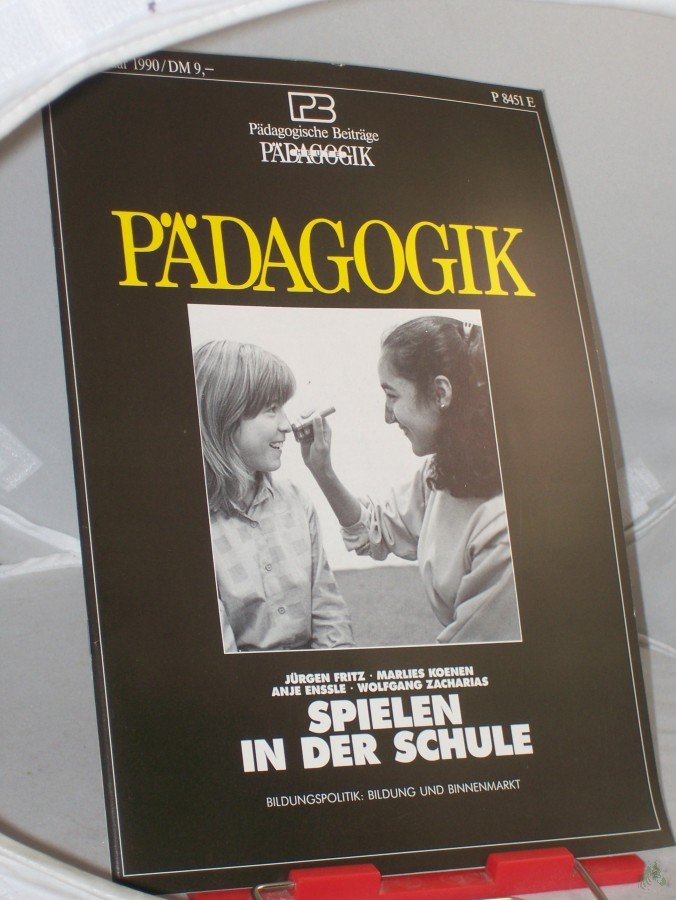 1990/DM 9,–
P 8451 E
PB
Pädagogische Beiträge
PÄDAGOGIK
HEUTE
PÄDAGOGIK
JÜRGEN FRITZ · MARLIES KOENEN
ANJE ENSSLE · WOLFGANG ZACHARIAS
SPIELEN
IN DER SCHULE
BILDUNGSPOLITIK: BILDUNG UND BINNENMARKT